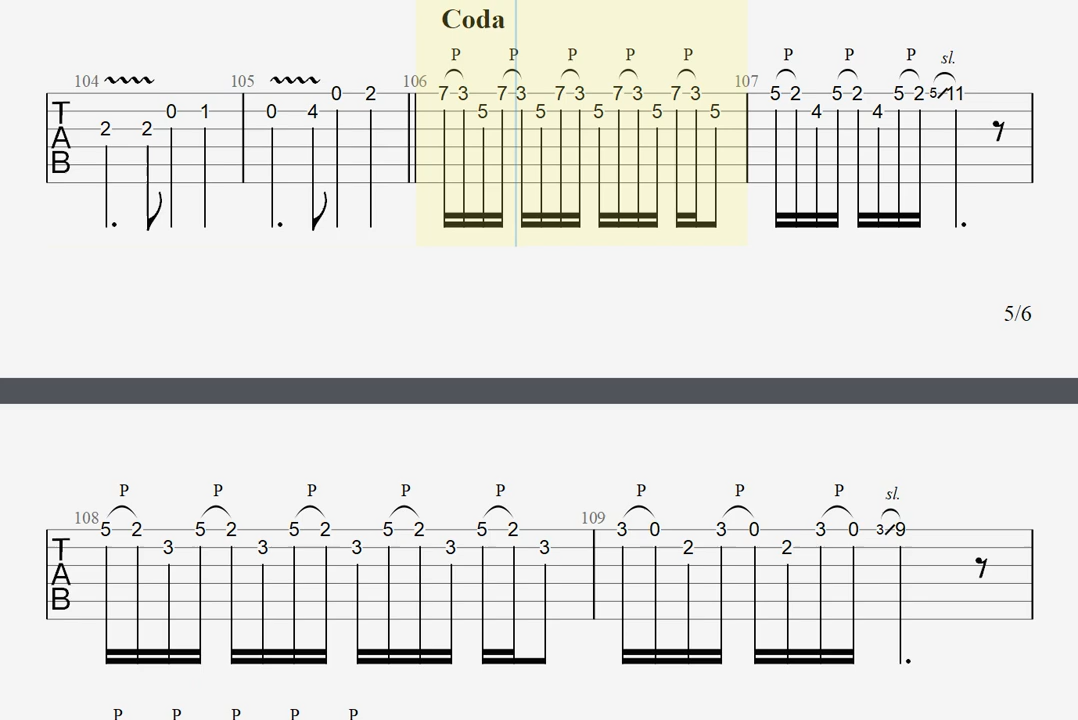 Coda
P P P P P P P P sl.
104 105 106 107
0 2 7 3 7 3 7 3 7 3 7 3 5 2 5 2 5 2 5 11
T 0 1 0 4 5 5 5 5 5 4 4
A 2 2
B
5/6
P P P P P P P P sl.
108 5 2 5 2 5 2 5 2 5 2 109 3 0 3 0 3 0 3 9
T 3 3 3 3 3 2 2
A
B
P P P P P